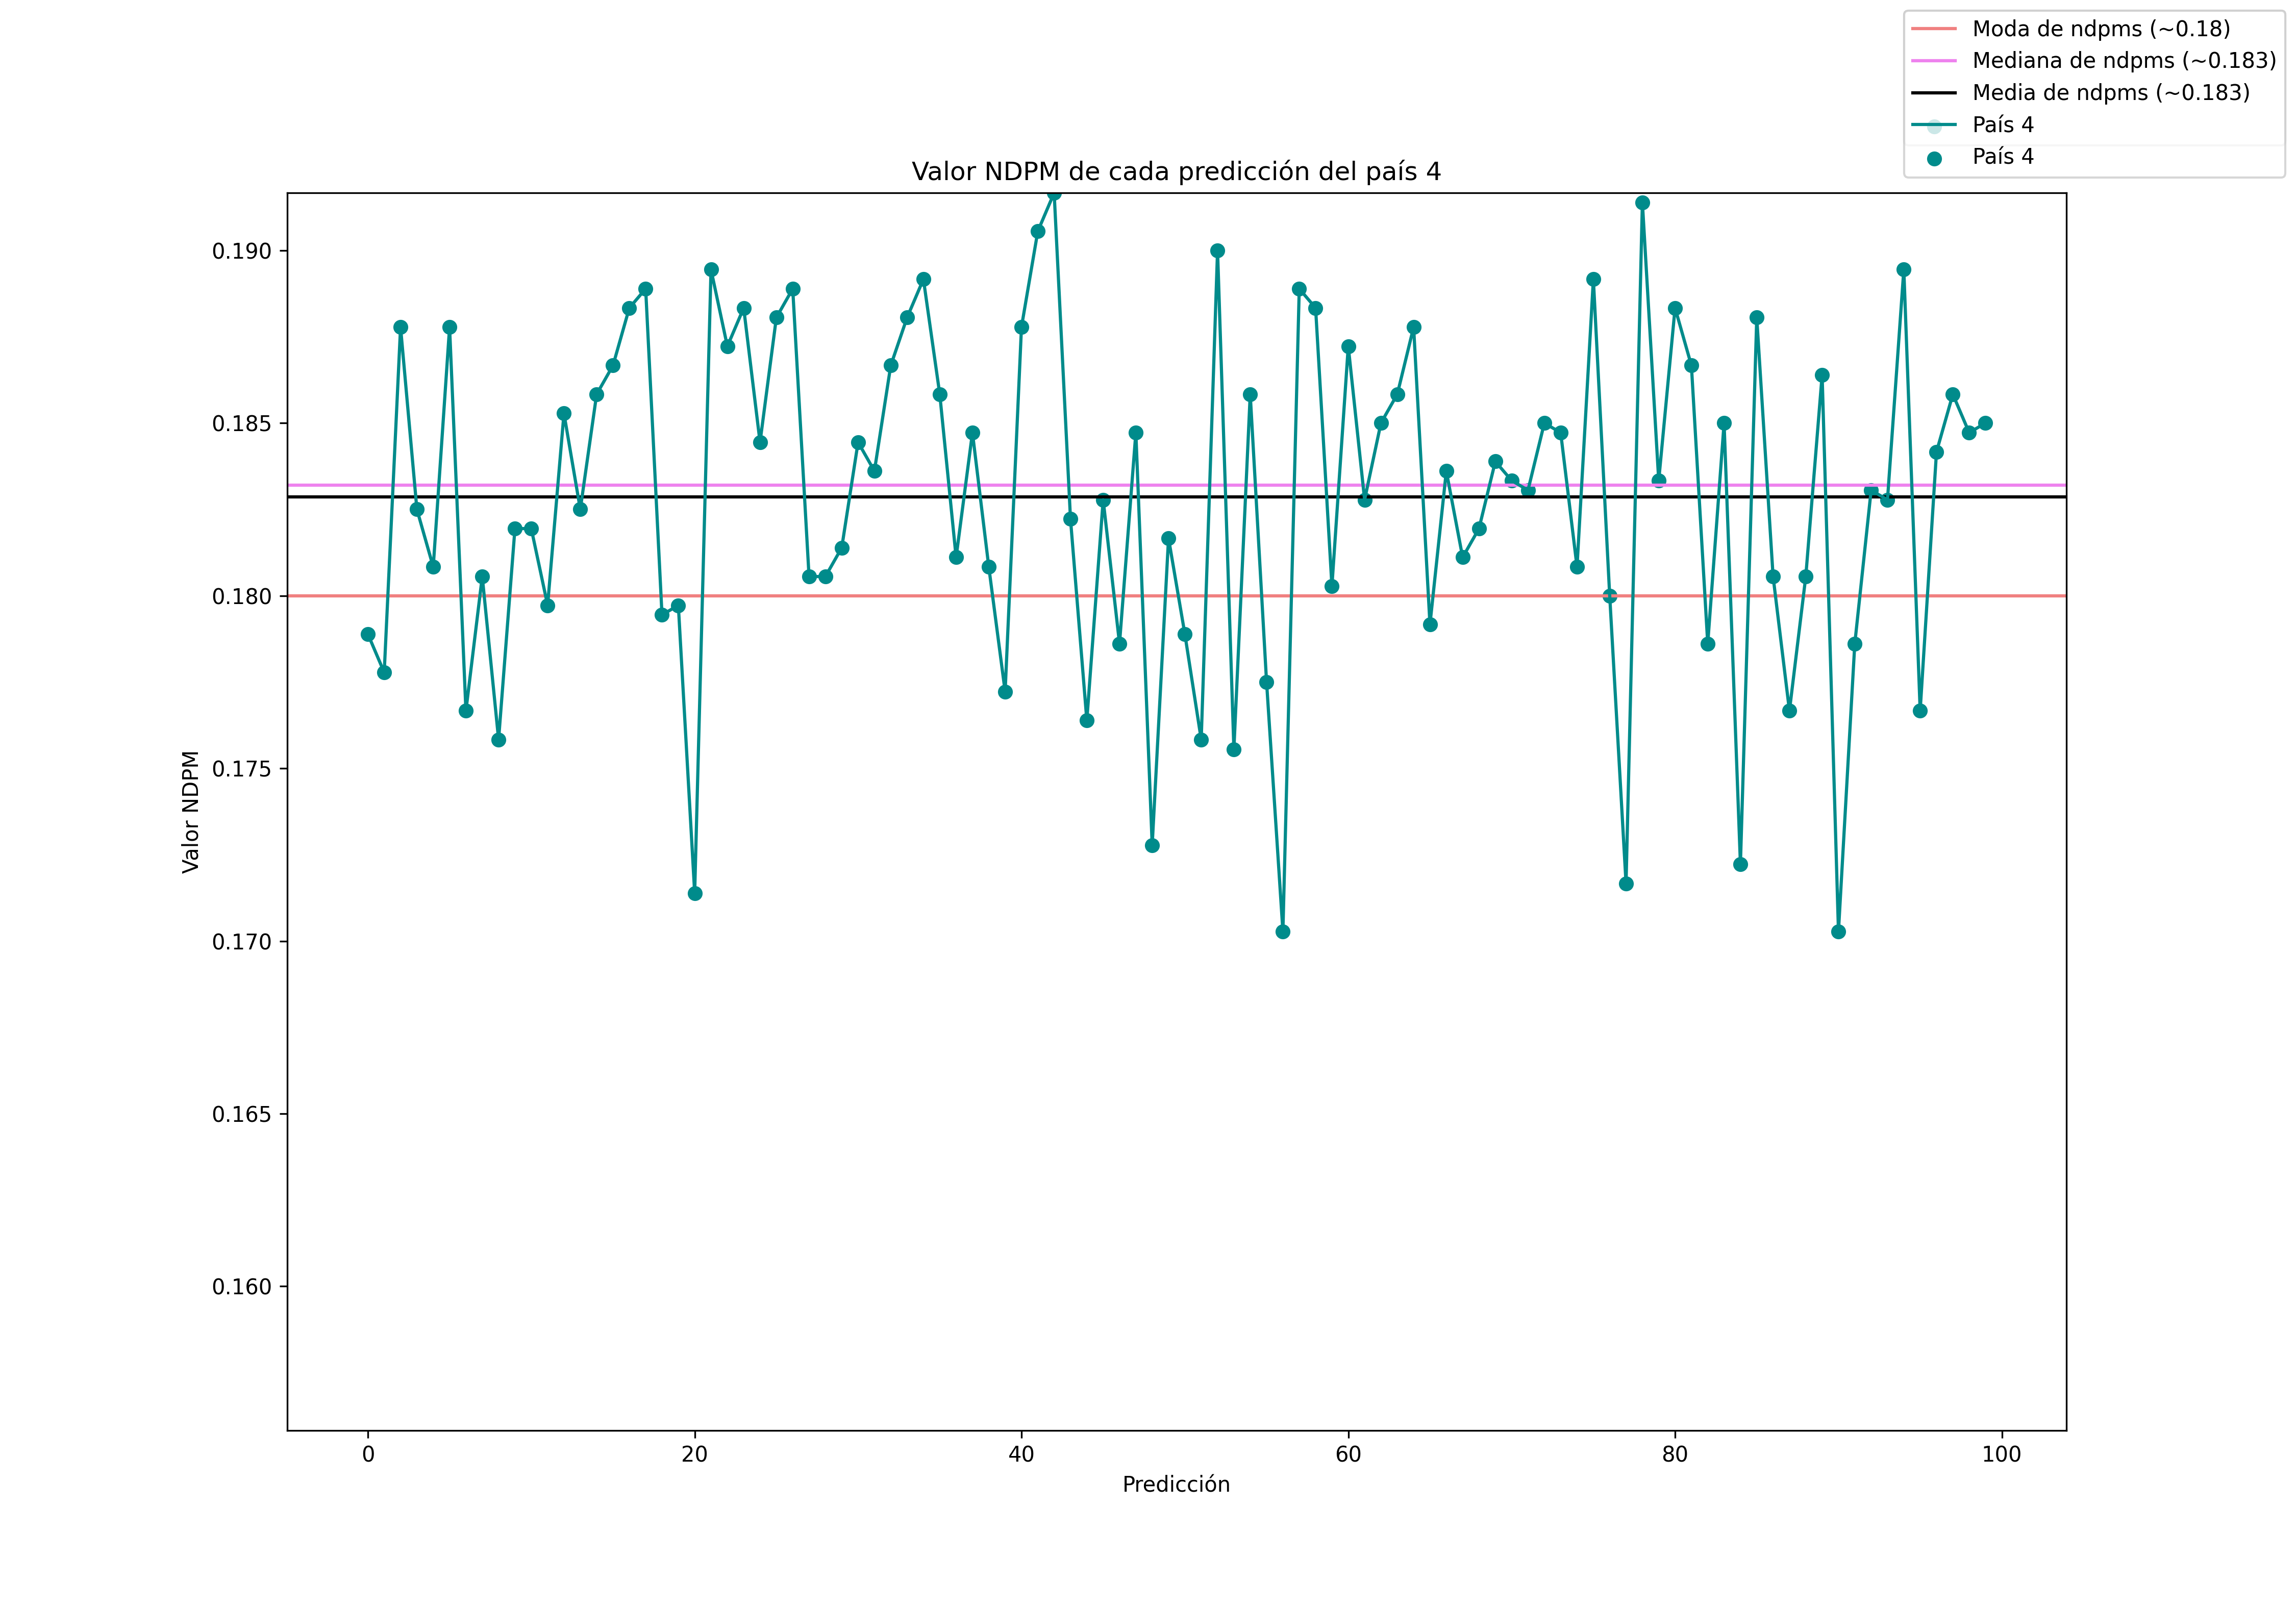 Moda de ndpms (~0.18)
Mediana de ndpms (~0.183)
Media de ndpms (~0.183)
País 4
País 4
Valor NDPM de cada predicción del país 4
0.190
0.185
0.180
0.175
0.170
0.165
0.160
Valor NDPM
0 20 40 60 80 100
Predicción